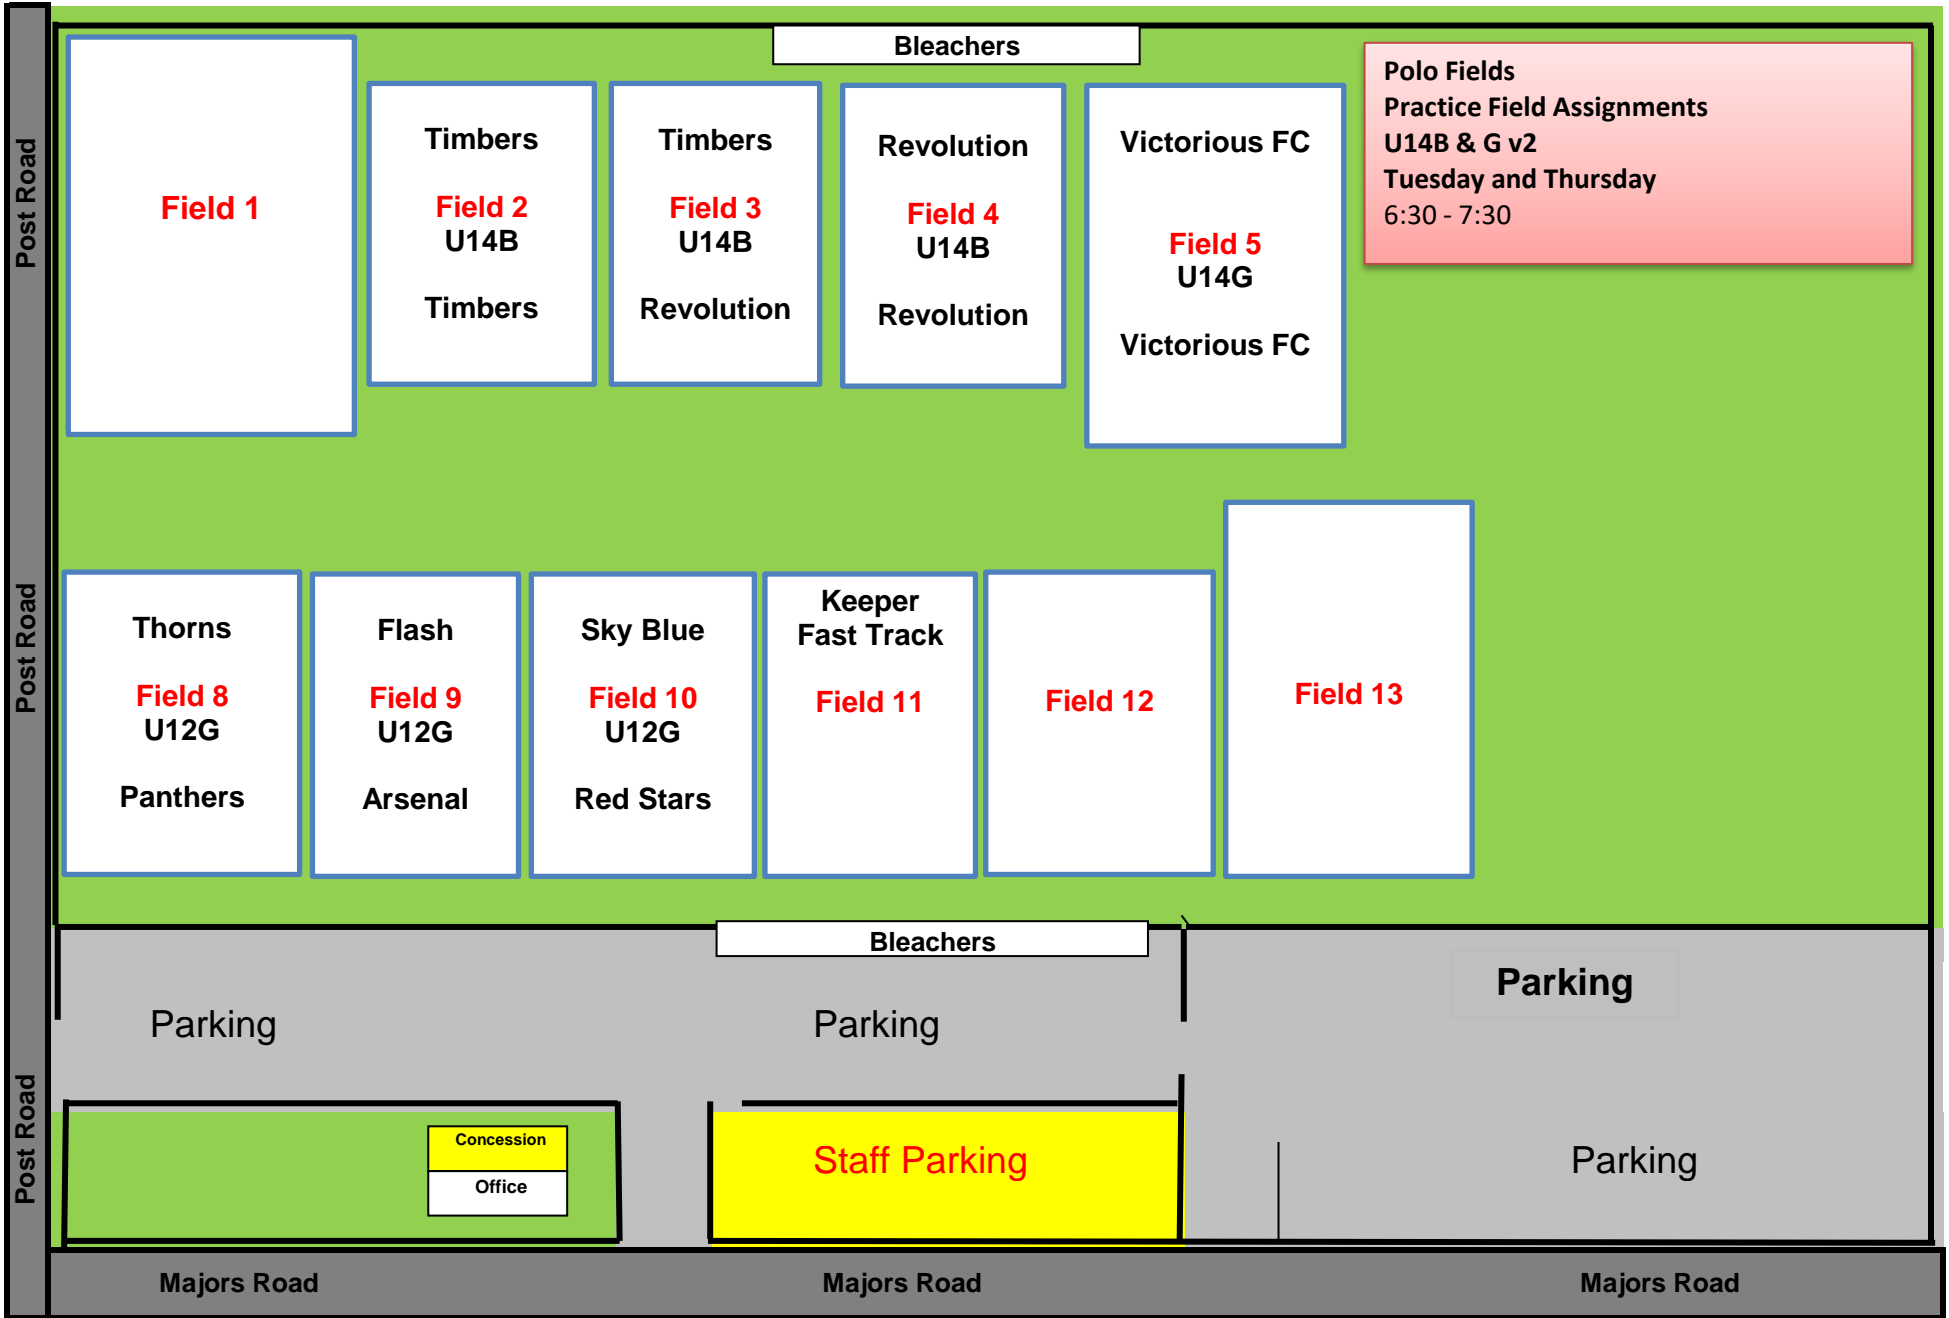 Bleachers
Polo Fields
Practice Field Assignments
U14B & G v2
Tuesday and Thursday
6:30 - 7:30
Post Road
Field 1
Timbers
Field 2
U14B
Timbers
Timbers
Field 3
U14B
Revolution
Revolution
Field 4
U14B
Revolution
Victorious FC
Field 5
U14G
Victorious FC
Post Road
Thorns
Field 8
U12G
Panthers
Flash
Field 9
U12G
Arsenal
Sky Blue
Field 10
U12G
Red Stars
Keeper
Fast Track
Field 11
Field 12
Field 13
Bleachers
Parking
Parking
Parking
Post Road
Concession
Office
Staff Parking
Parking
Majors Road
Majors Road
Majors Road